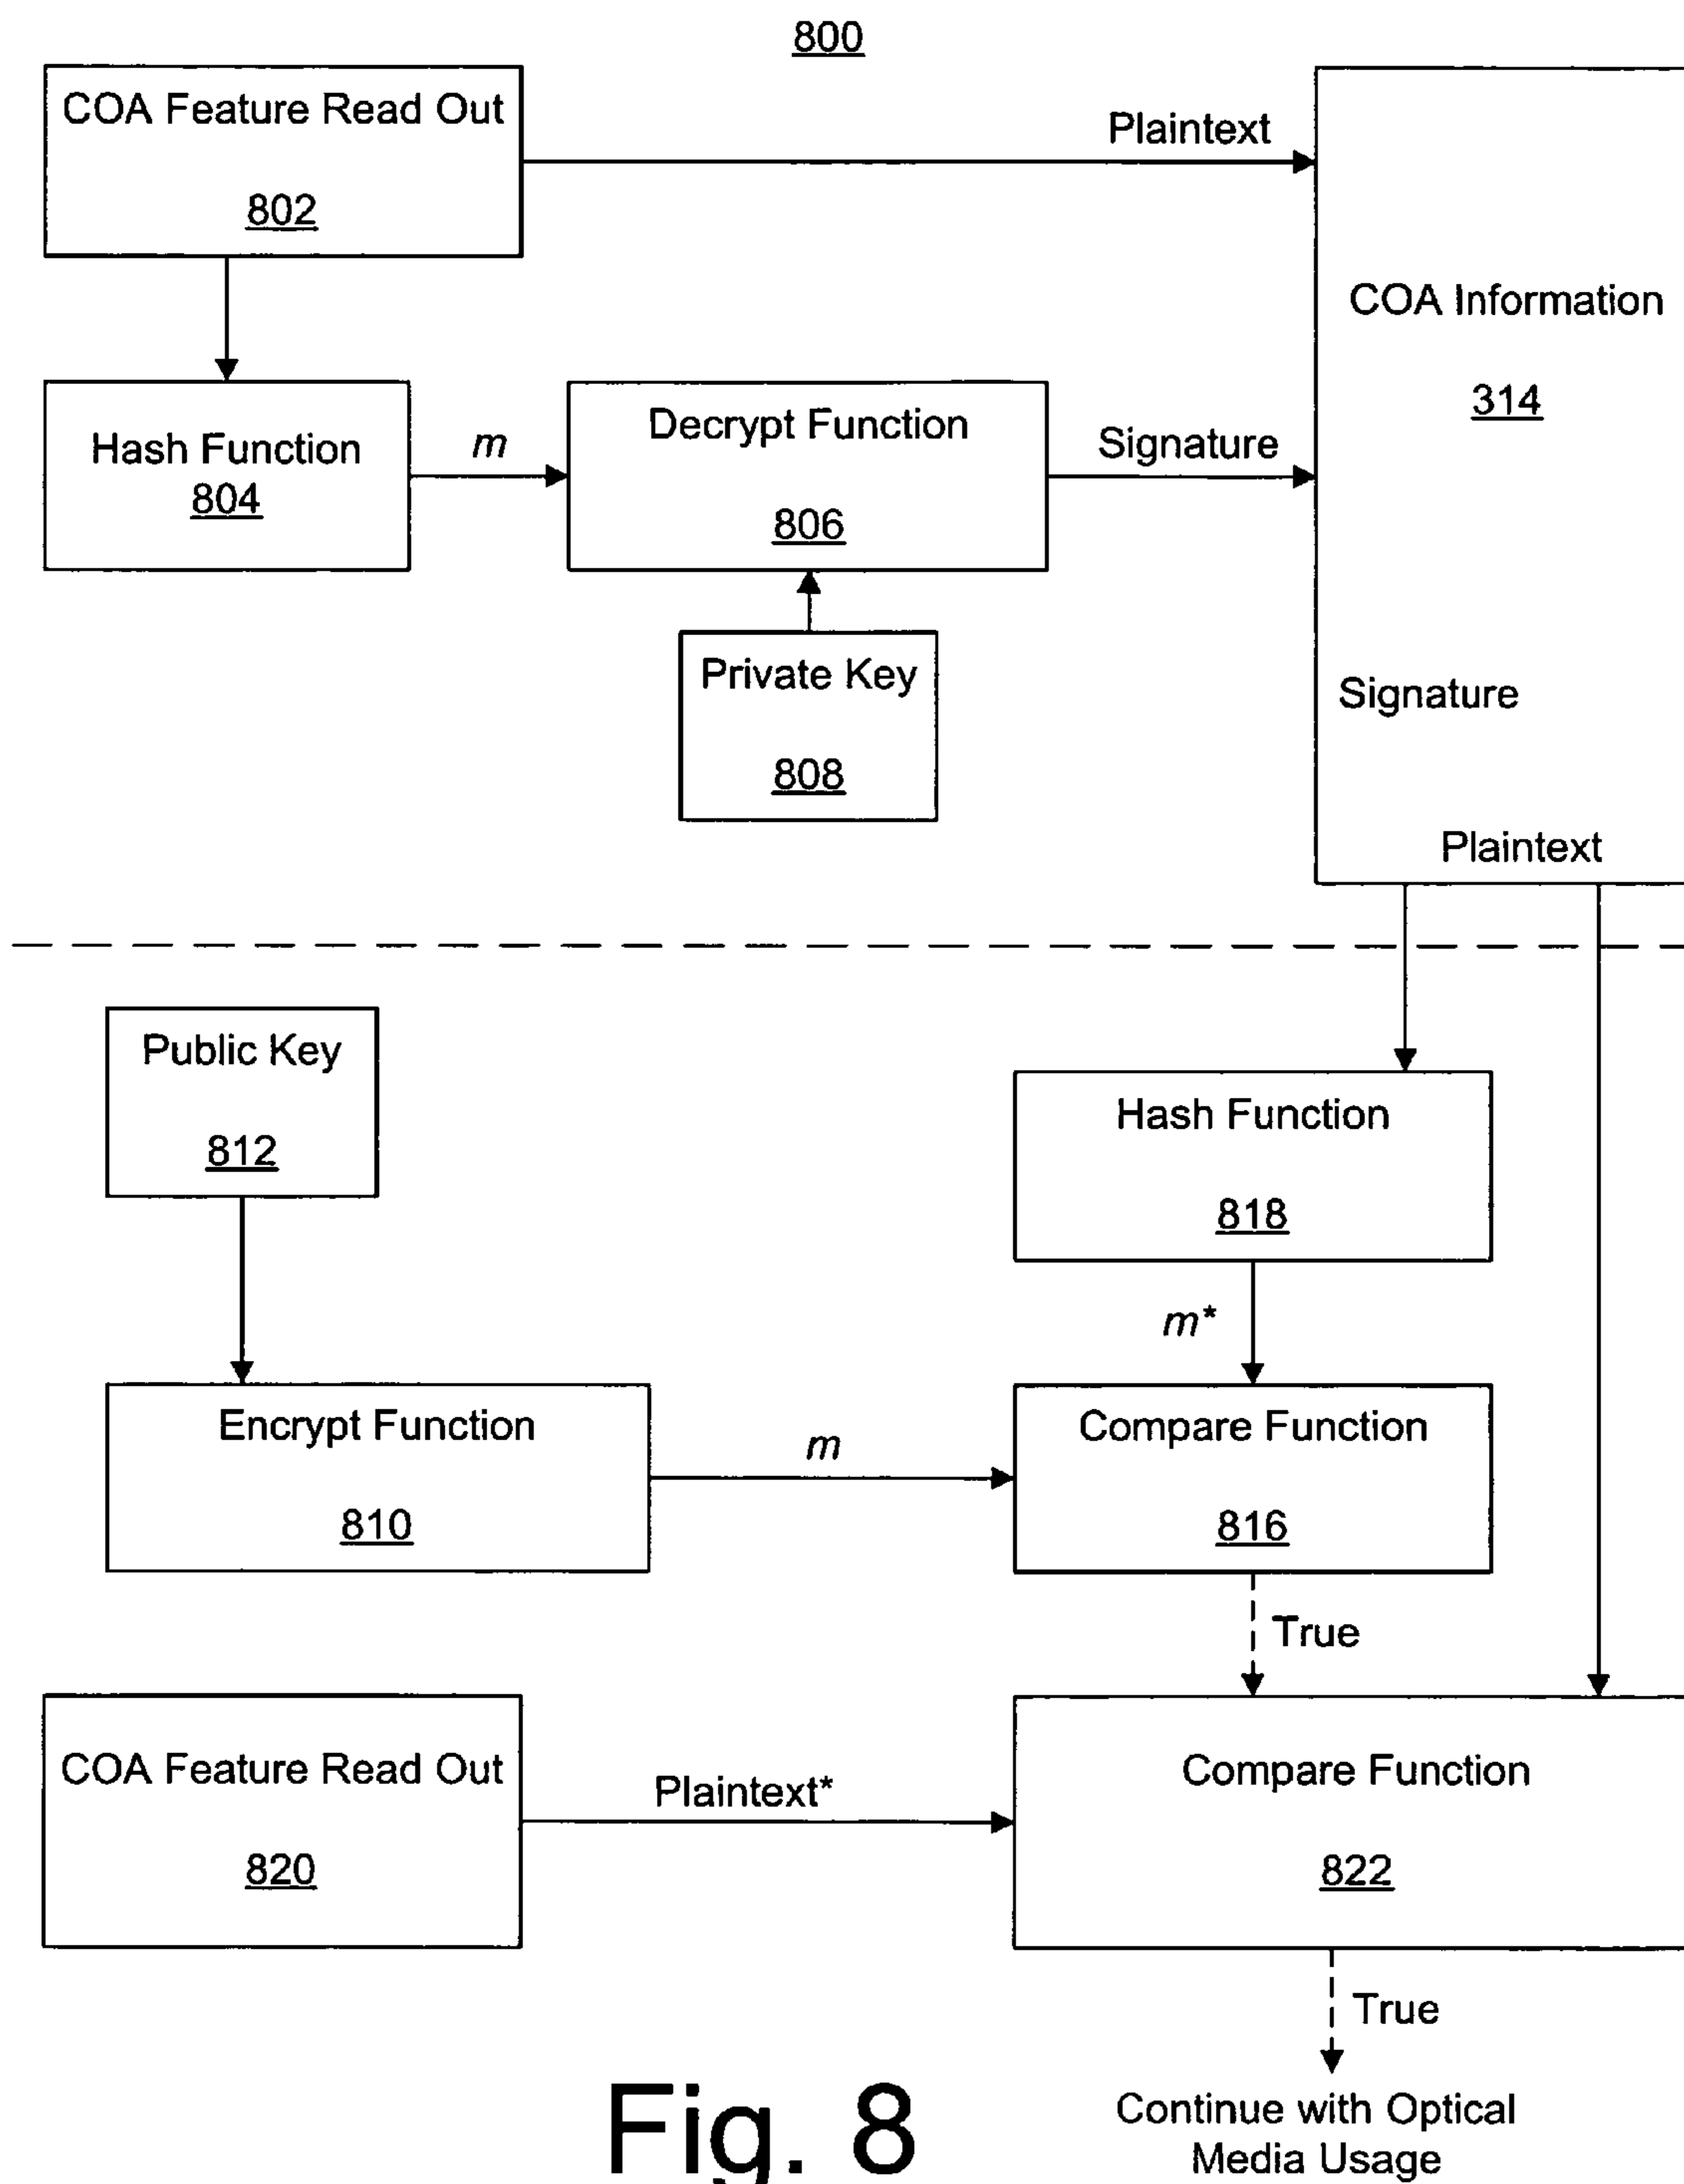 800
COA Feature Read Out
802
Plaintext
COA Information
314
Hash Function
804
m
Decrypt Function
806
Signature
Private Key
808
Signature
Plaintext
Public Key
812
Hash Function
818
m*
Encrypt Function
810
m
Compare Function
816
True
COA Feature Read Out
820
Plaintext*
Compare Function
822
True
Continue with Optical
Media Usage
Fig. 8